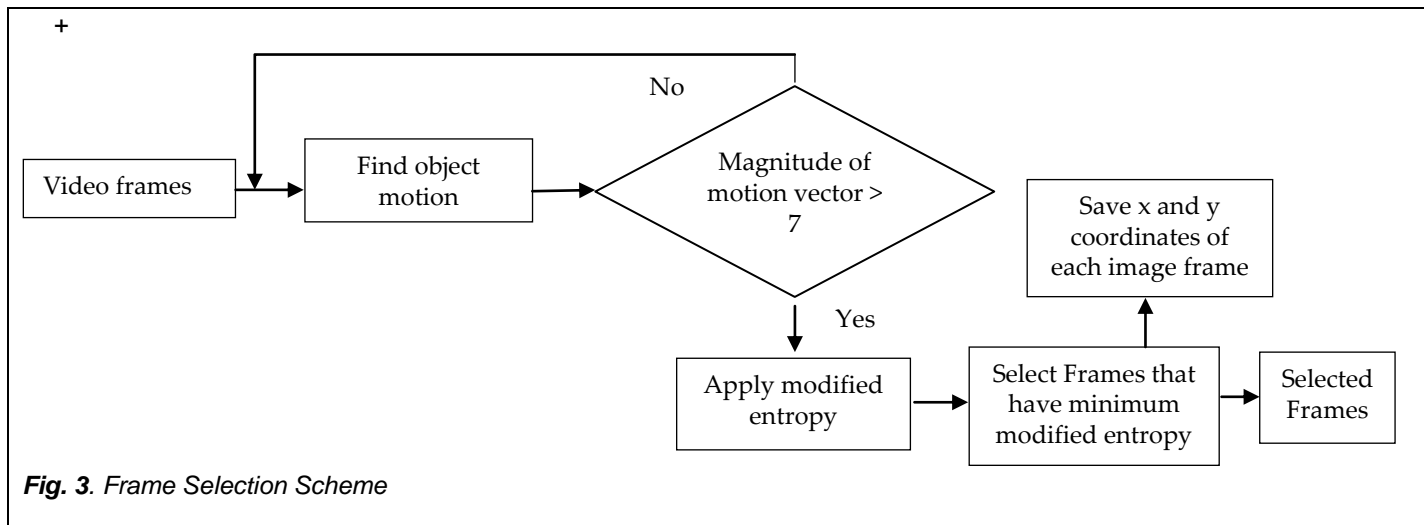 +
No
Video frames
Find object
motion
Magnitude of
motion vector >
7
Save x and y
coordinates of
each image frame
Yes
Apply modified
entropy
Select Frames that
have minimum
modified entropy
Selected
Frames
Fig. 3. Frame Selection Scheme